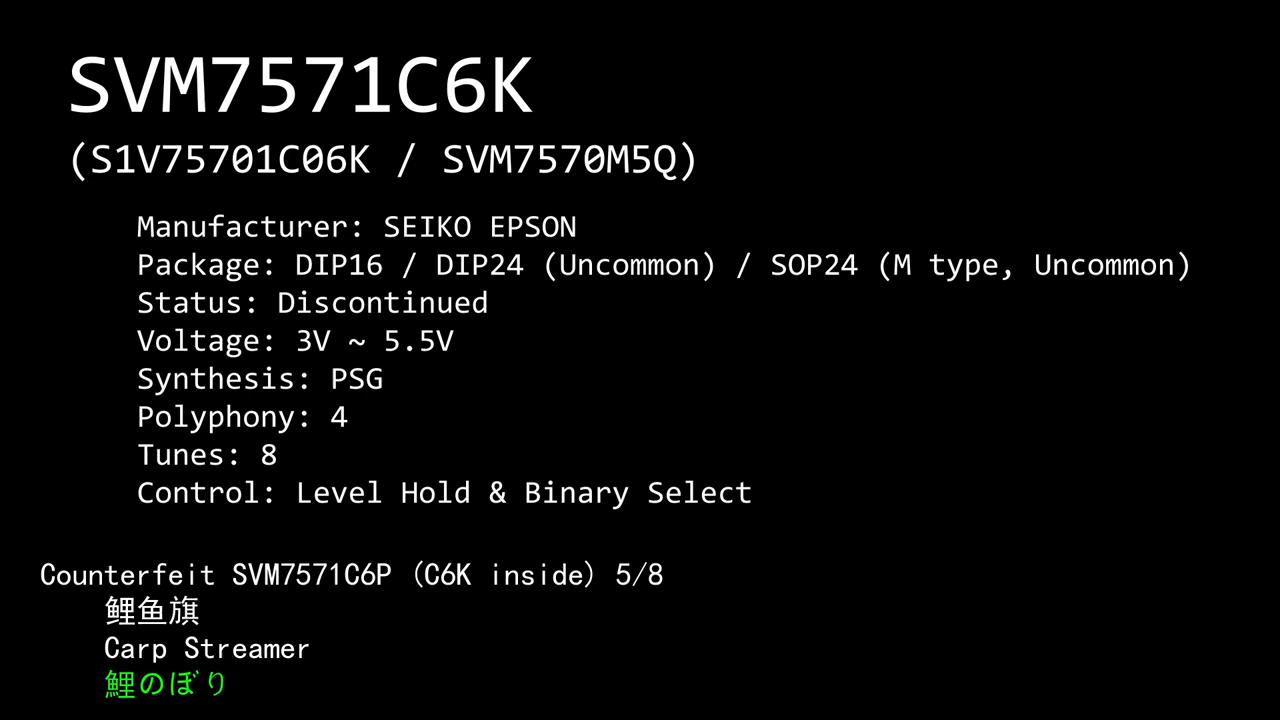 SVM7571C6K
(S1V75701C06K / SVM7570M5Q)
Manufacturer: SEIKO EPSON
Package: DIP16 / DIP24 (Uncommon) / SOP24 (M type, Uncommon)
Status: Discontinued
Voltage: 3V ~ 5.5V
Synthesis: PSG
Polyphony: 4
Tunes: 8
Control: Level Hold & Binary Select
Counterfeit SVM7571C6P (C6K inside) 5/8
鲤鱼旗
Carp Streamer
鯉のぼり